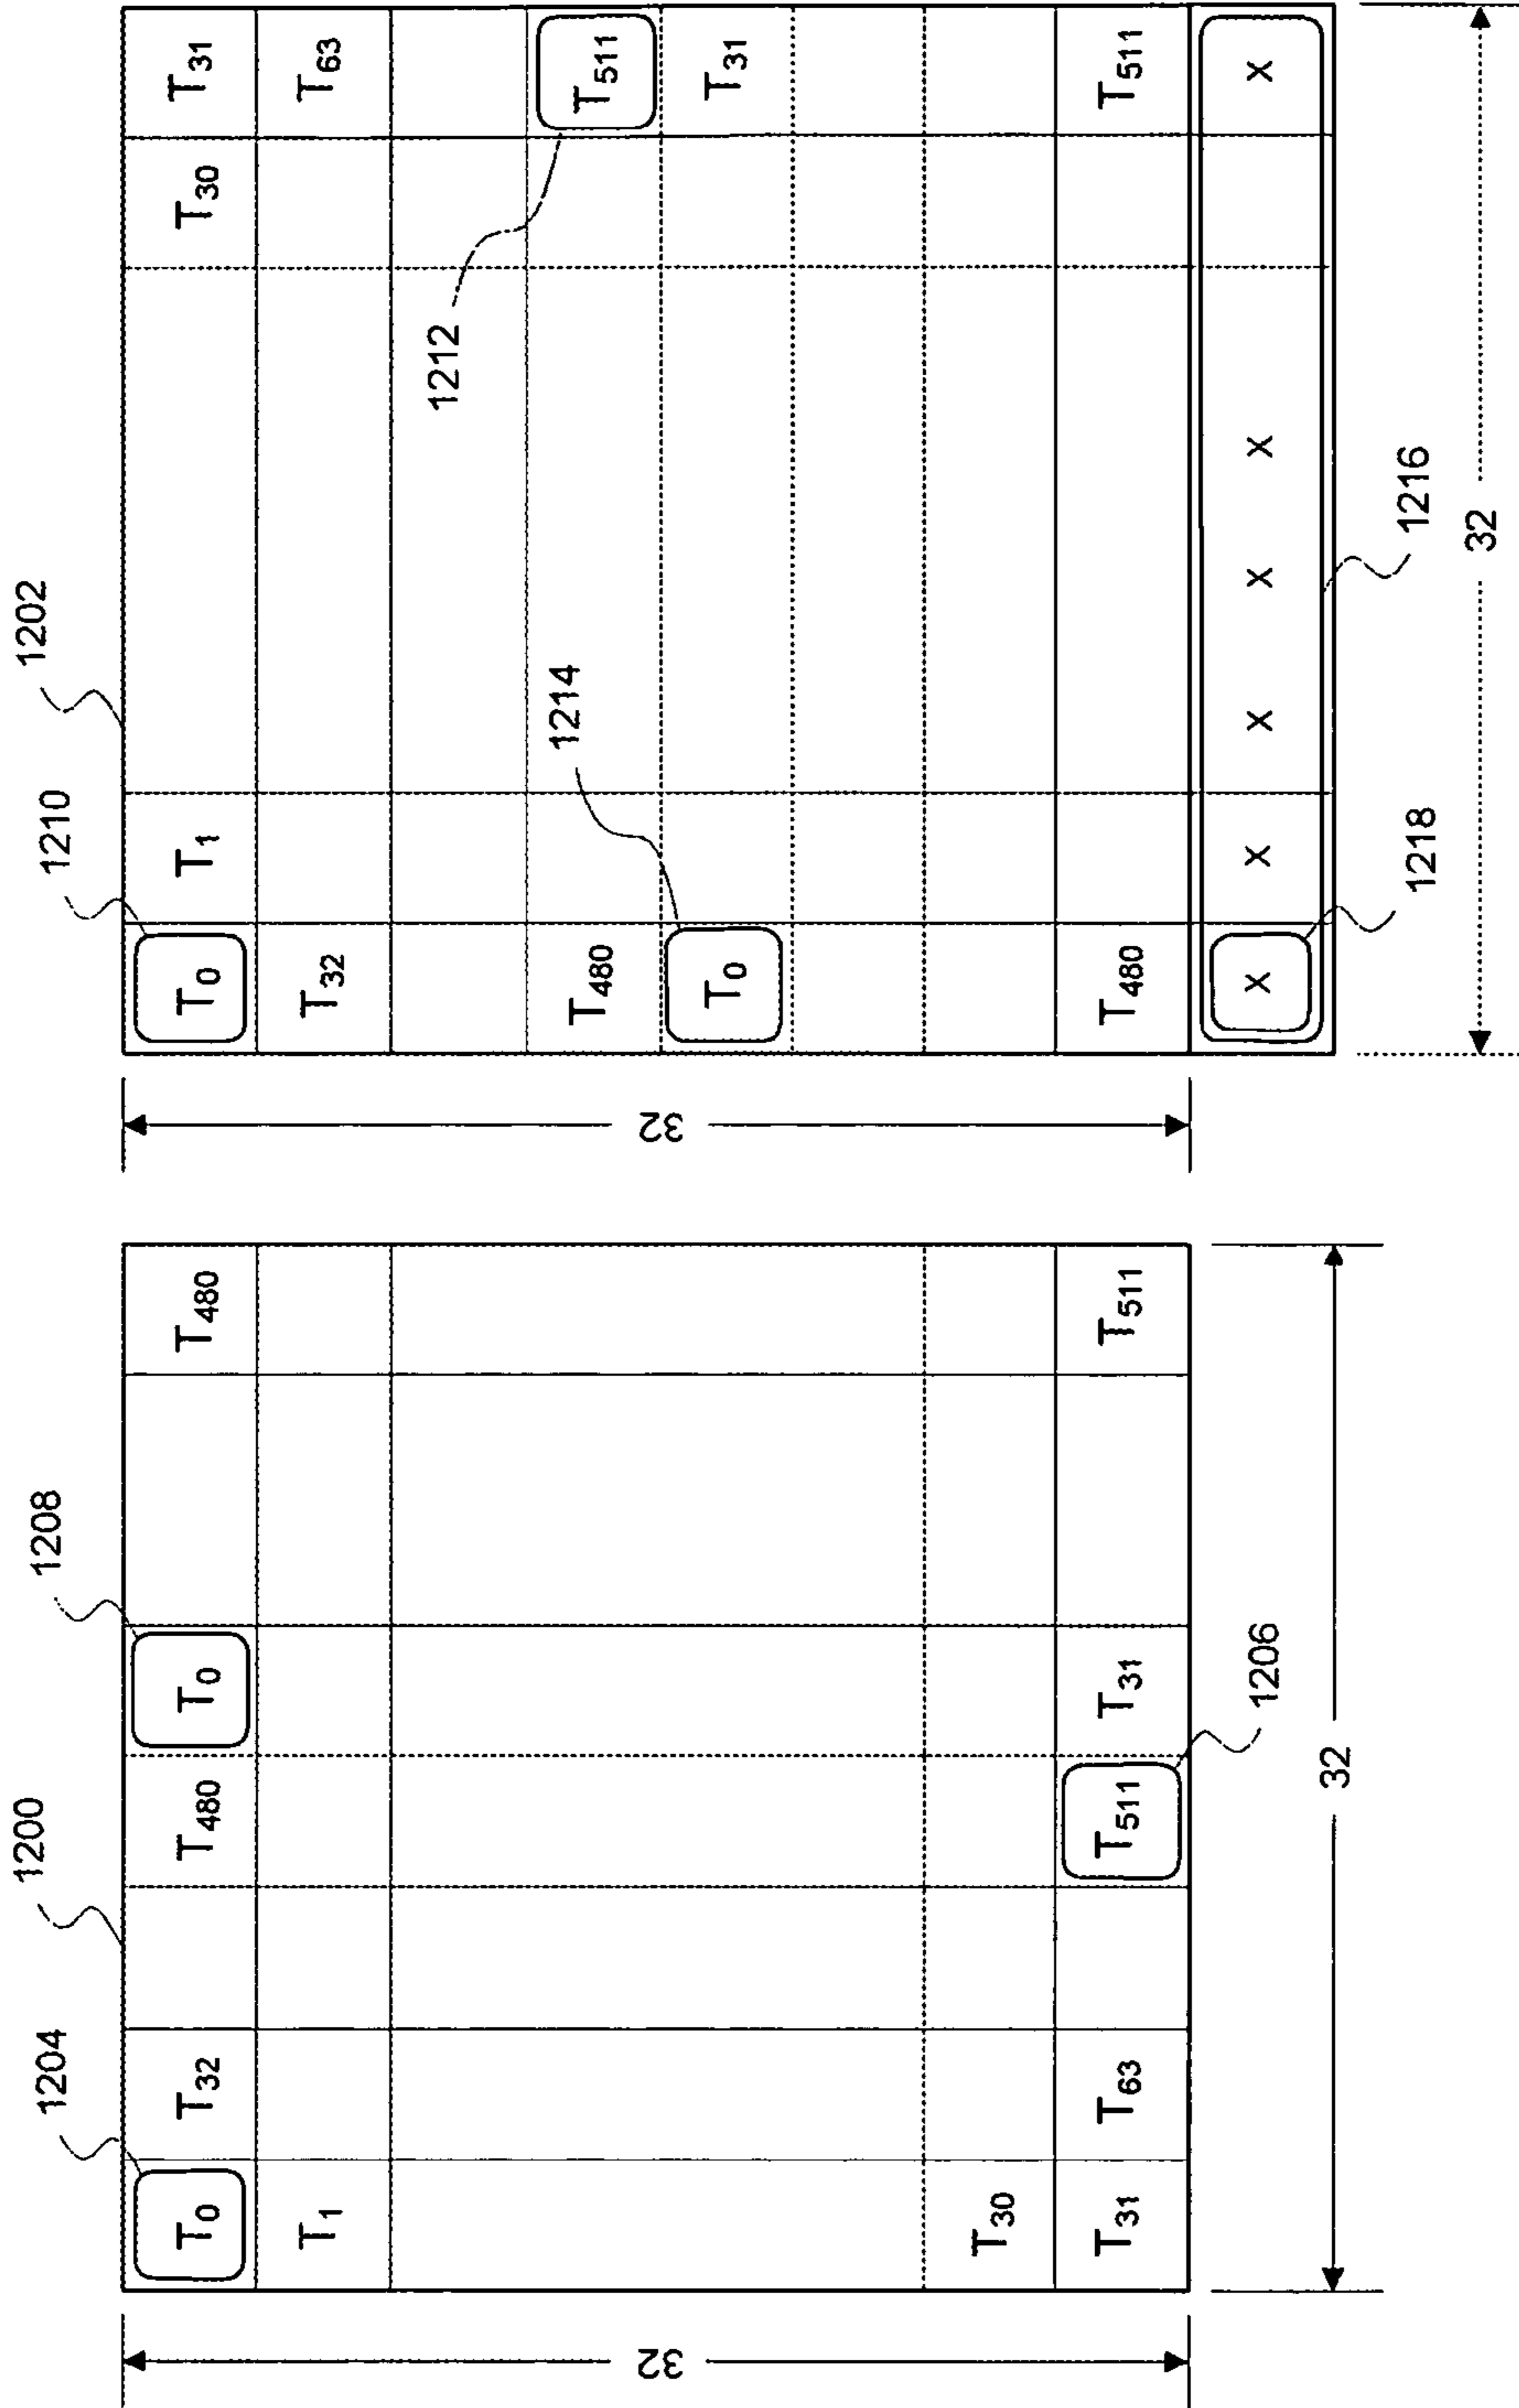 1204 1200 1208
T0 T32 T480 T0 T480
T1
32
T30
T31 T63 T511 T31 T511
1206
32
1210 1202
T0 T1 T30 T31
T32 T63
1212
T480 T511
1214
T0 T31
32
T480 T511
x x x x x x
1218 1216
32